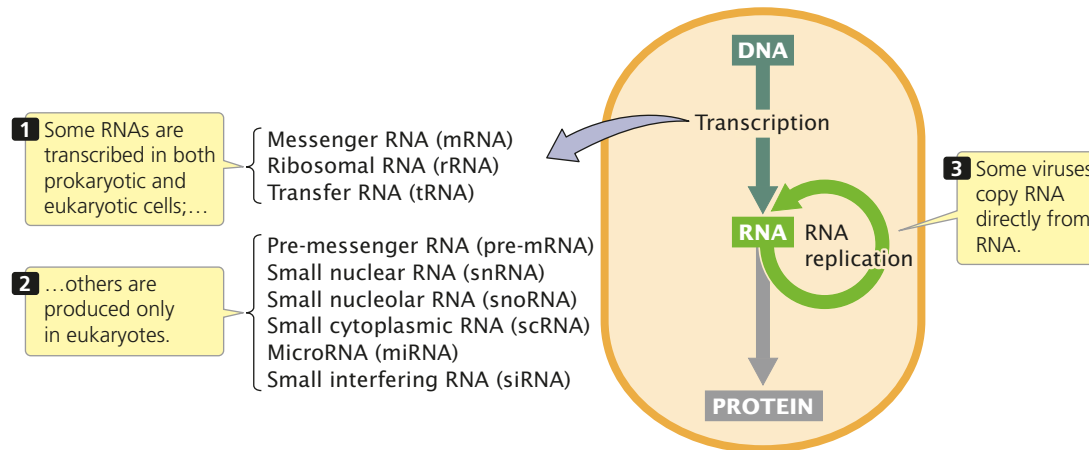 1 Some RNAs are
transcribed in both
prokaryotic and
eukaryotic cells;…
Messenger RNA (mRNA)
Ribosomal RNA (rRNA)
Transfer RNA (tRNA)
2 …others are
produced only
in eukaryotes.
Pre-messenger RNA (pre-mRNA)
Small nuclear RNA (snRNA)
Small nucleolar RNA (snoRNA)
Small cytoplasmic RNA (scRNA)
MicroRNA (miRNA)
Small interfering RNA (siRNA)
DNA
Transcription
RNA
RNA
replication
PROTEIN
3 Some viruses
copy RNA
directly from
RNA.